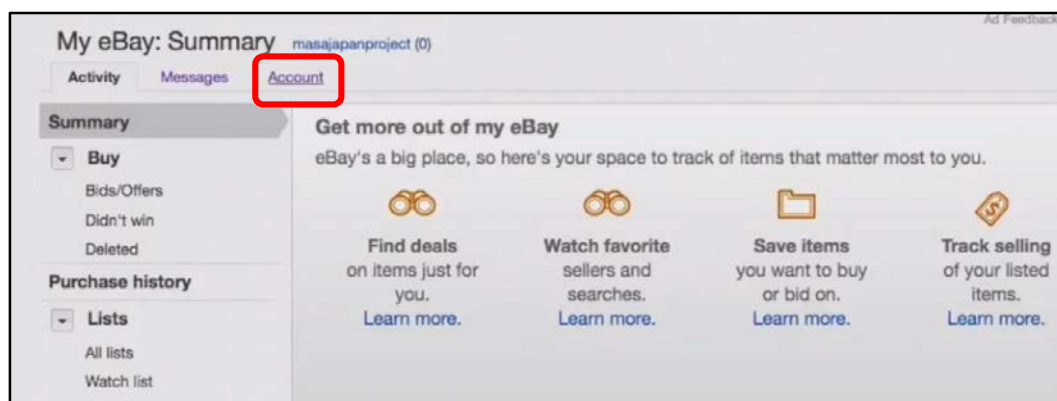 Ad Feedback
My eBay: Summary masajapanproject (0)
Activity Messages Account
Summary
Buy
Bids/Offers
Didn't win
Deleted
Purchase history
Lists
All lists
Watch list
Get more out of my eBay
eBay's a big place, so here's your space to track of items that matter most to you.
Find deals
on items just for
you.
Learn more.
Watch favorite
sellers and
searches.
Learn more.
Save items
you want to buy
or bid on.
Learn more.
Track selling
of your listed
items.
Learn more.